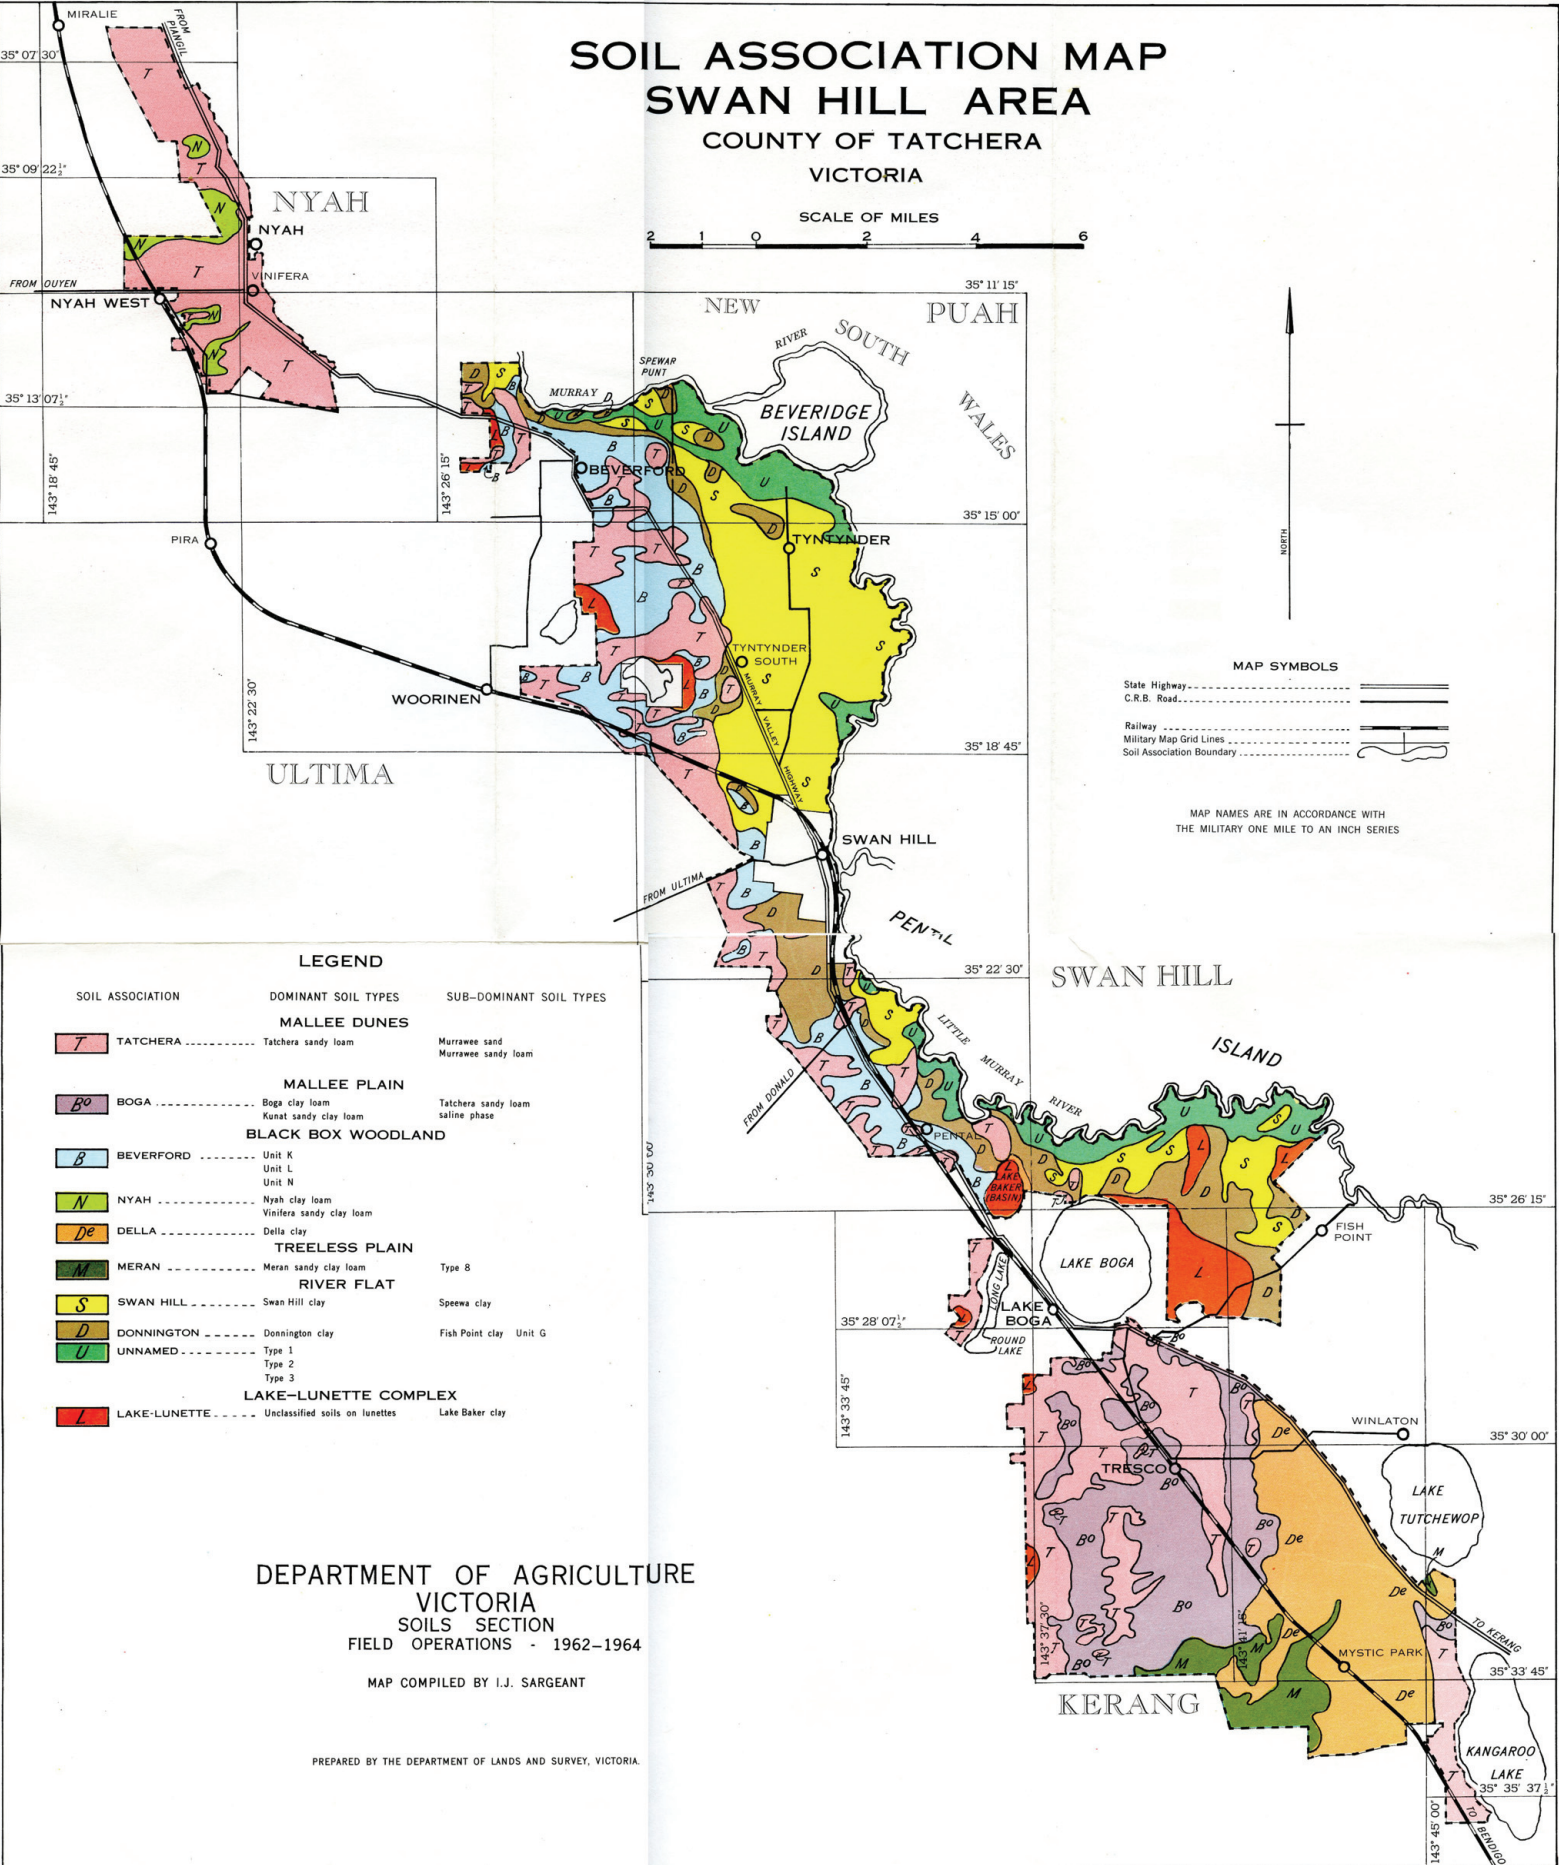 SOIL ASSOCIATION MAP
SWAN HILL AREA
COUNTY OF TATCHERA
VICTORIA
SCALE OF MILES
2 1 0 2 4 6
MIRALIE
FROM PIANGIL
35° 07' 30"
35° 09' 22½"
NYAH
NYAH
VINIFERA
FROM OUYEN
NYAH WEST
35° 11' 15"
NEW
SOUTH
WALES
PUAH
RIVER
SPEWAR
PUNT
MURRAY
BEVERIDGE
ISLAND
35° 13' 07½"
143° 18' 45"
143° 26' 15"
BEVERFORD
35° 15' 00"
TYNTYNDER
PIRA
NORTH
TYNTYNDER
SOUTH
MURRAY VALLEY HIGHWAY
WOORINEN
143° 22' 30"
35° 18' 45"
ULTIMA
MAP SYMBOLS
State Highway
C.R.B. Road
Railway
Military Map Grid Lines
Soil Association Boundary
MAP NAMES ARE IN ACCORDANCE WITH
THE MILITARY ONE MILE TO AN INCH SERIES
SWAN HILL
FROM ULTIMA
PENTAL
ISLAND
35° 22' 30"
SWAN HILL
LITTLE MURRAY RIVER
FROM DONALD
PENTAL
LAKE
BAKER
(BASIN)
143° 30' 00"
35° 26' 15"
FISH
POINT
LAKE BOGA
LONG LAKE
LAKE
BOGA
ROUND
LAKE
35° 28' 07½"
143° 33' 45"
WINLATON
35° 30' 00"
TRESCO
LAKE
TUTCHEWOP
143° 37' 30"
143° 41' 15"
TO KERANG
MYSTIC PARK
35° 33' 45"
KERANG
KANGAROO
LAKE
35° 35' 37½"
143° 45' 00"
TO BENDIGO
LEGEND
SOIL ASSOCIATION DOMINANT SOIL TYPES SUB-DOMINANT SOIL TYPES
MALLEE DUNES
T TATCHERA Tatchera sandy loam Murrawee sand
Murrawee sandy loam
MALLEE PLAIN
Bo BOGA Boga clay loam Tatchera sandy loam
Kunat sandy clay loam saline phase
BLACK BOX WOODLAND
B BEVERFORD Unit K
Unit L
Unit N
N NYAH Nyah clay loam
Vinifera sandy clay loam
De DELLA Della clay
TREELESS PLAIN
M MERAN Meran sandy clay loam Type 8
RIVER FLAT
S SWAN HILL Swan Hill clay Speewa clay
D DONNINGTON Donnington clay Fish Point clay Unit G
U UNNAMED Type 1
Type 2
Type 3
LAKE-LUNETTE COMPLEX
L LAKE-LUNETTE Unclassified soils on lunettes Lake Baker clay
DEPARTMENT OF AGRICULTURE
VICTORIA
SOILS SECTION
FIELD OPERATIONS - 1962-1964
MAP COMPILED BY I.J. SARGEANT
PREPARED BY THE DEPARTMENT OF LANDS AND SURVEY, VICTORIA.